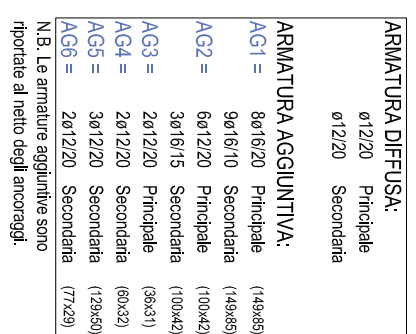 ARMATURA DIFFUSA:
ø12/20 Principale
ø12/20 Secondaria
ARMATURA AGGIUNTIVA:
AG1 = 8ø16/20 Principale (149x85)
9ø16/10 Secondaria (149x85)
AG2 = 6ø12/20 Principale (100x42)
3ø16/15 Secondaria (100x42)
AG3 = 2ø12/20 Principale (36x31)
AG4 = 2ø12/20 Secondaria (60x32)
AG5 = 3ø12/20 Secondaria (129x50)
AG6 = 2ø12/20 Secondaria (77x29)
N.B. Le armature aggiuntive sono
riportate al netto degli ancoraggi.